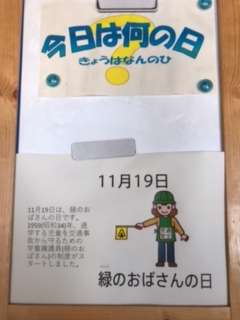 今日は何の日
きょうはなんのひ
?
11月19日
11月19日は、緑のお
ばさんの日です。
1959(昭和34)年、通
学する児童を交通事
故から守るための
学童擁護員(緑のおば
さん)の制度がス
タートしました。
緑のおばさんの日